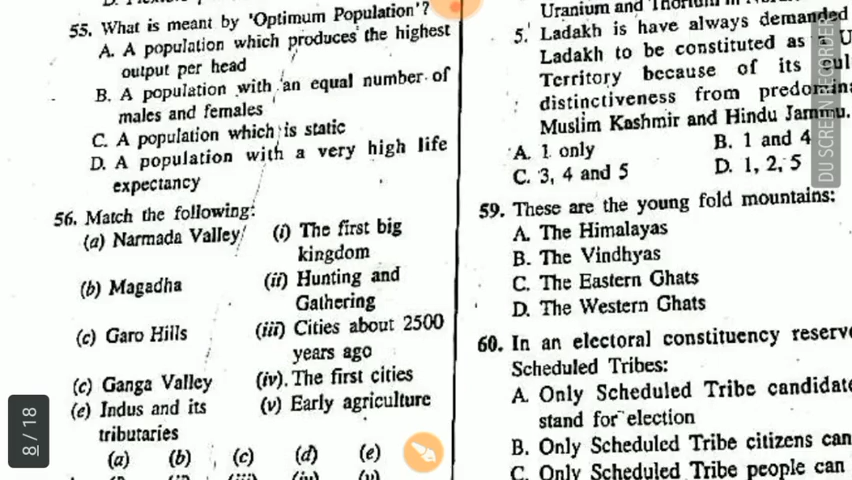 55. What is meant by 'Optimum Population'?
A. A population which produces the highest
output per head
B. A population with an equal number of
males and females
C. A population which is static
D. A population with a very high life
expectancy
56. Match the following:
(a) Narmada Valley (i) The first big
kingdom
(b) Magadha (ii) Hunting and
Gathering
(c) Garo Hills (iii) Cities about 2500
years ago
(c) Ganga Valley (iv). The first cities
(e) Indus and its (v) Early agriculture
tributaries
(a) (b) (c) (d) (e)
Uranium and Thorium in
5. Ladakh is have always demanded
Ladakh to be constituted as a U
Territory because of its cul
distinctiveness from predomina
Muslim Kashmir and Hindu Jammu.
A. 1 only B. 1 and 4
C. 3, 4 and 5 D. 1, 2, 5
59. These are the young fold mountains:
A. The Himalayas
B. The Vindhyas
C. The Eastern Ghats
D. The Western Ghats
60. In an electoral constituency reserve
Scheduled Tribes:
A. Only Scheduled Tribe candidate
stand for election
B. Only Scheduled Tribe citizens can
C. Only Scheduled Tribe people can
8 / 18
DU SCREEN RECORDER